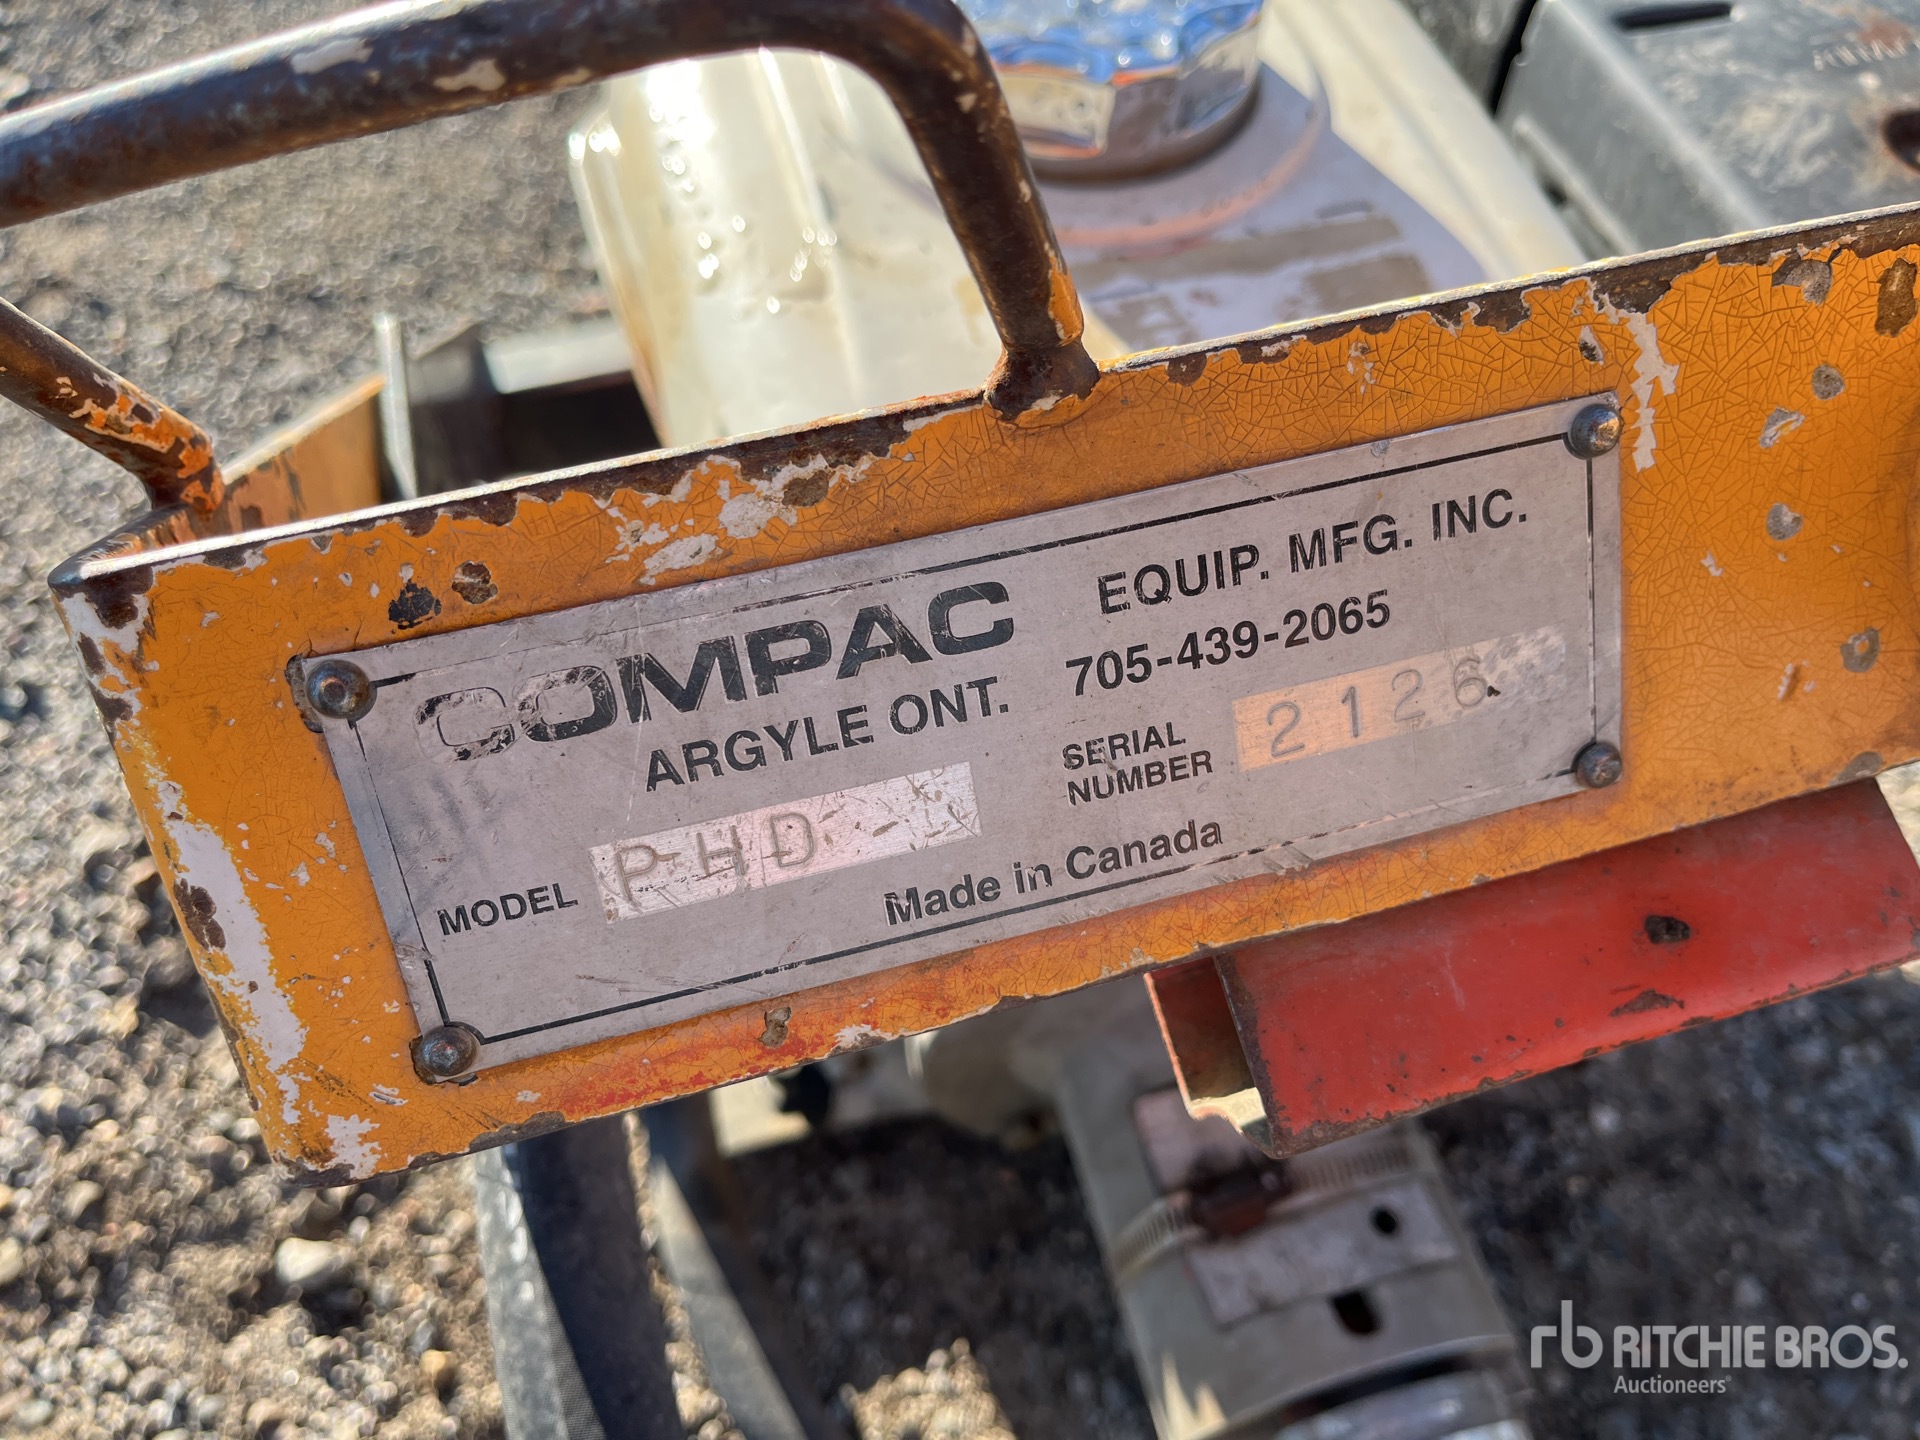 COMPAC EQUIP. MFG. INC.
ARGYLE ONT. 705-439-2065
MODEL PHD
SERIAL
NUMBER 2126
Made in Canada
rb RITCHIE BROS.
Auctioneers